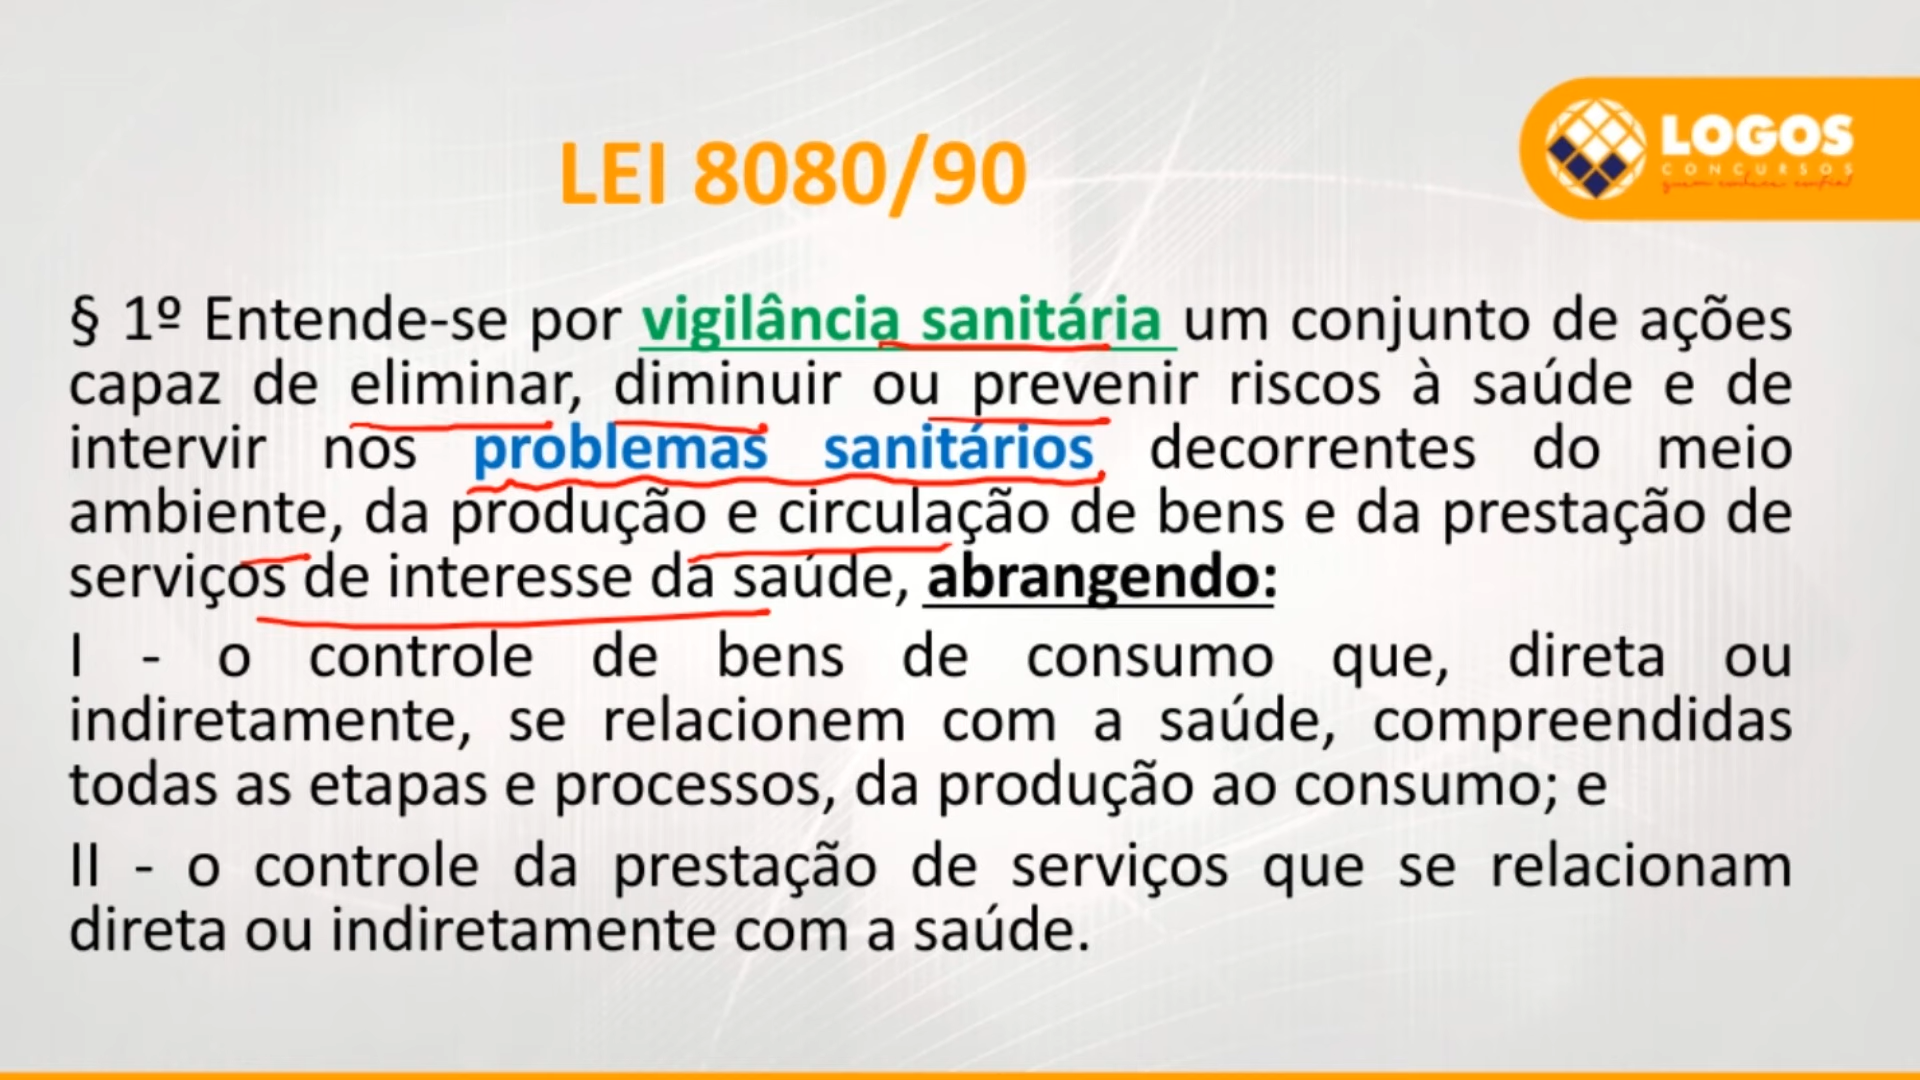 LEI 8080/90
LOGOS
CONCURSOS
§ 1º Entende-se por vigilância sanitária um conjunto de ações
capaz de eliminar, diminuir ou prevenir riscos à saúde e de
intervir nos problemas sanitários decorrentes do meio
ambiente, da produção e circulação de bens e da prestação de
serviços de interesse da saúde, abrangendo:
I - o controle de bens de consumo que, direta ou
indiretamente, se relacionem com a saúde, compreendidas
todas as etapas e processos, da produção ao consumo; e
II - o controle da prestação de serviços que se relacionam
direta ou indiretamente com a saúde.